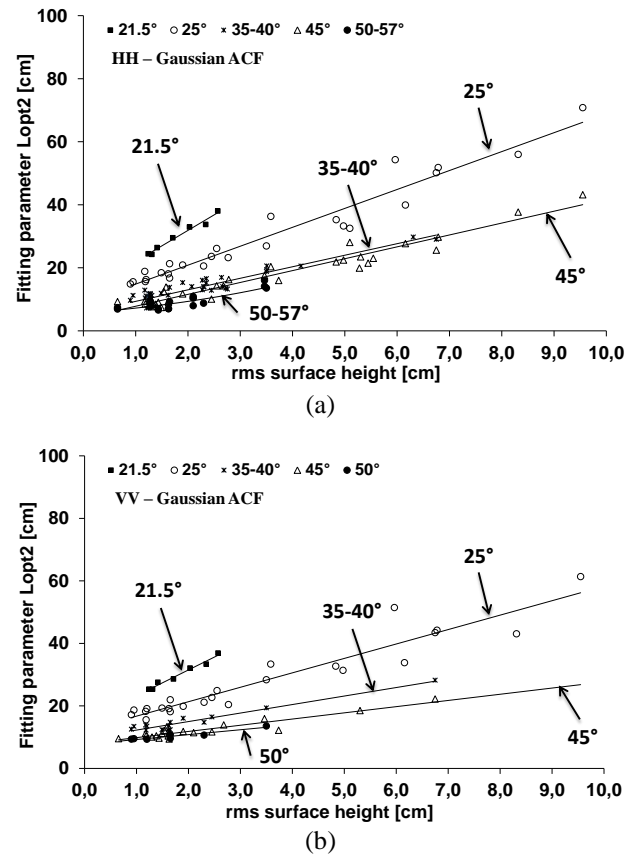 ■ 21.5° ○ 25° ж 35-40° △ 45° ● 50-57°
HH – Gaussian ACF
Fitting parameter Lopt2 [cm]
100
80
60
40
20
0
25°
21.5°
35-40°
45°
50-57°
0,0 1,0 2,0 3,0 4,0 5,0 6,0 7,0 8,0 9,0 10,0
rms surface height [cm]
(a)
■ 21.5° ○ 25° ж 35-40° △ 45° ● 50°
VV – Gaussian ACF
Fitting parameter Lopt2 [cm]
100
80
60
40
20
0
25°
21.5°
35-40°
45°
50°
0,0 1,0 2,0 3,0 4,0 5,0 6,0 7,0 8,0 9,0 10,0
rms surface height [cm]
(b)